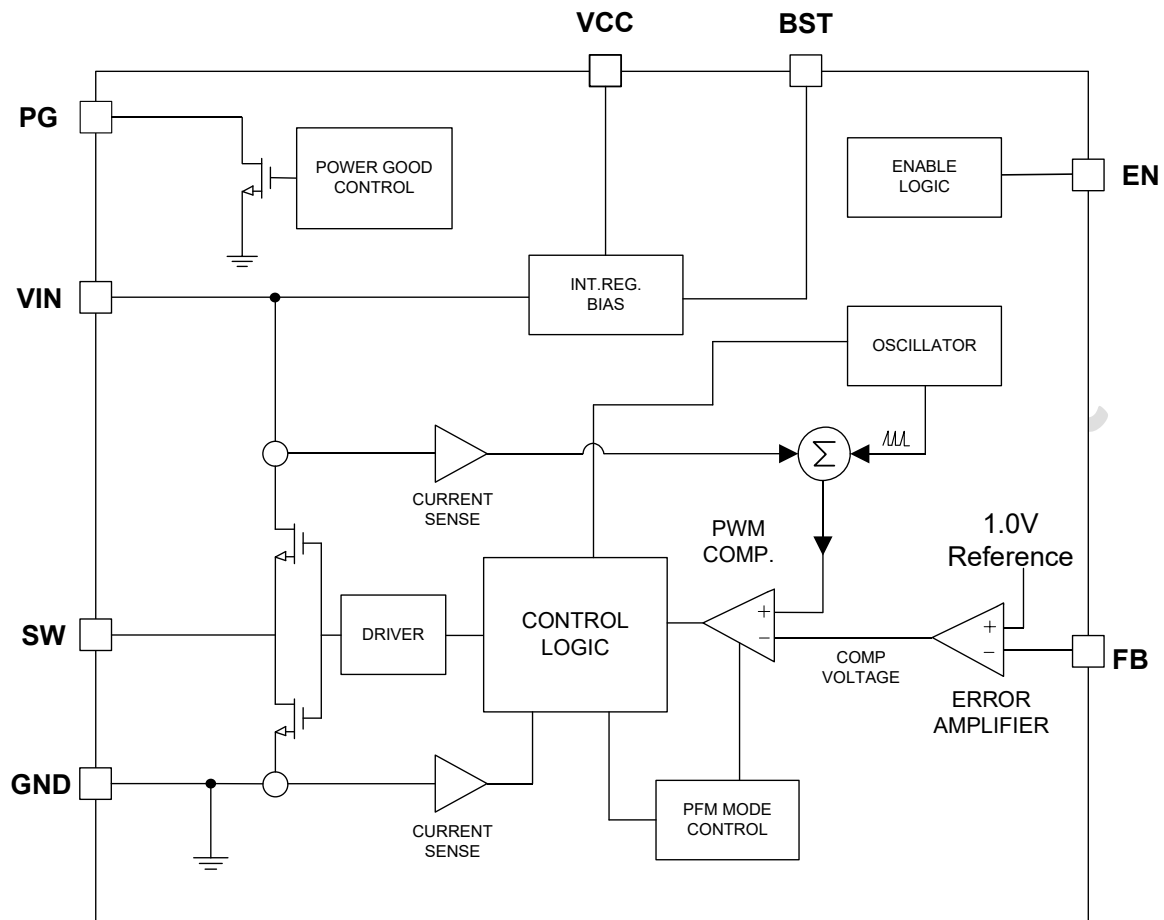 VCC
BST
PG
POWER GOOD
CONTROL
ENABLE
LOGIC
EN
VIN
INT.REG.
BIAS
OSCILLATOR
Σ
CURRENT
SENSE
PWM
COMP.
1.0V
Reference
SW
DRIVER
CONTROL
LOGIC
+
−
COMP
VOLTAGE
+
−
FB
ERROR
AMPLIFIER
GND
CURRENT
SENSE
PFM MODE
CONTROL